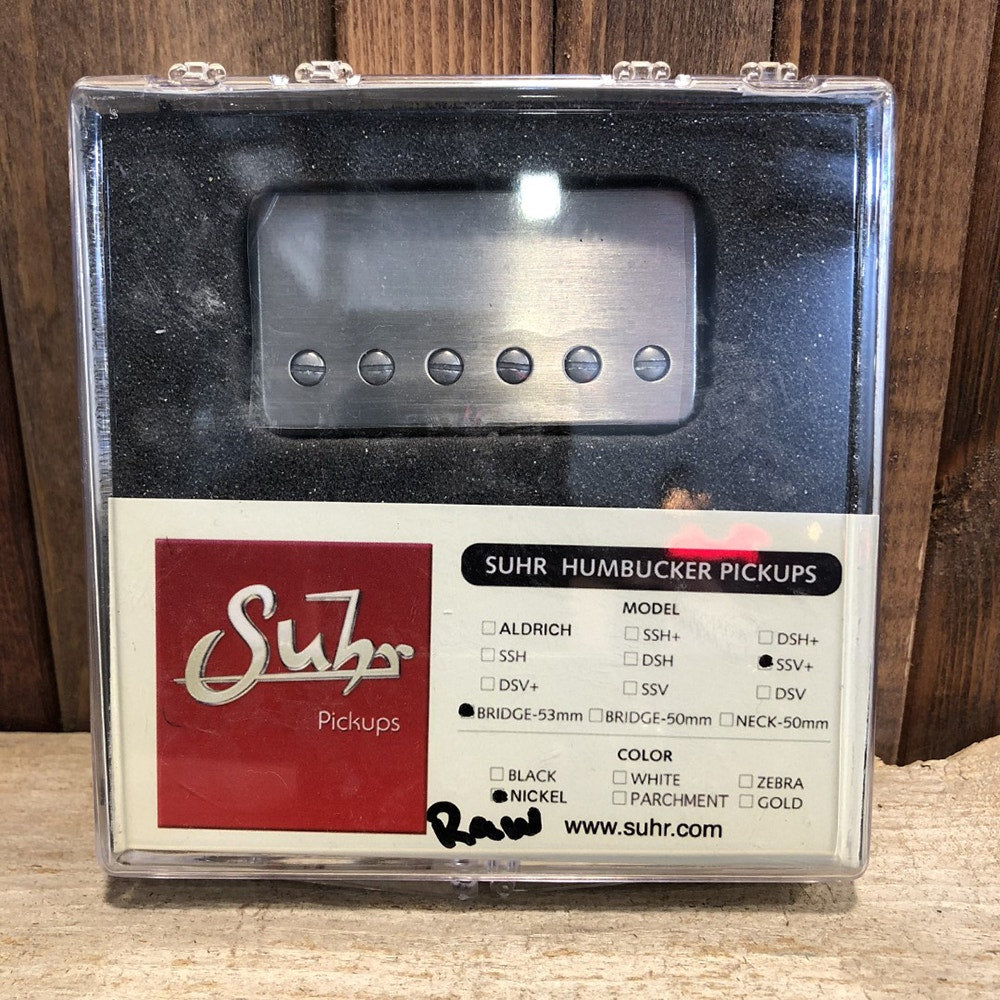 Suhr
Pickups
SUHR HUMBUCKER PICKUPS
MODEL
ALDRICH SSH+ DSH+
SSH DSH SSV+
DSV+ SSV DSV
BRIDGE-53mm BRIDGE-50mm NECK-50mm
COLOR
BLACK WHITE ZEBRA
NICKEL PARCHMENT GOLD
Raw www.suhr.com